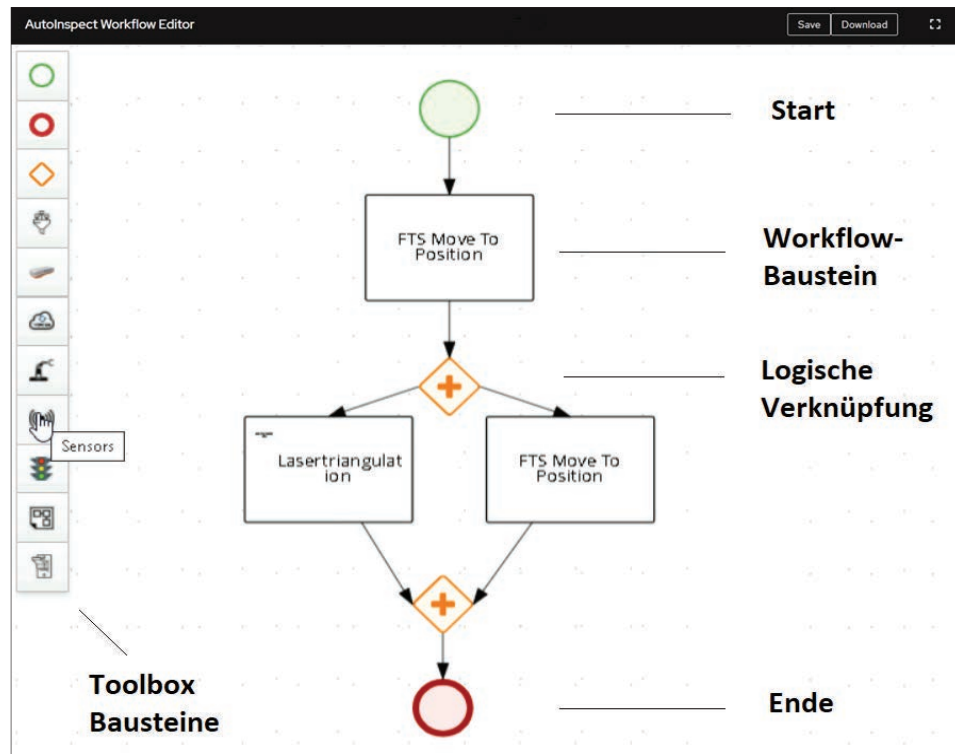 AutoInspect Workflow Editor
Save
Download
Start
FTS Move To
Position
Workflow-
Baustein
Logische
Verknüpfung
Sensors
Lasertriangulat
ion
FTS Move To
Position
Toolbox
Bausteine
Ende